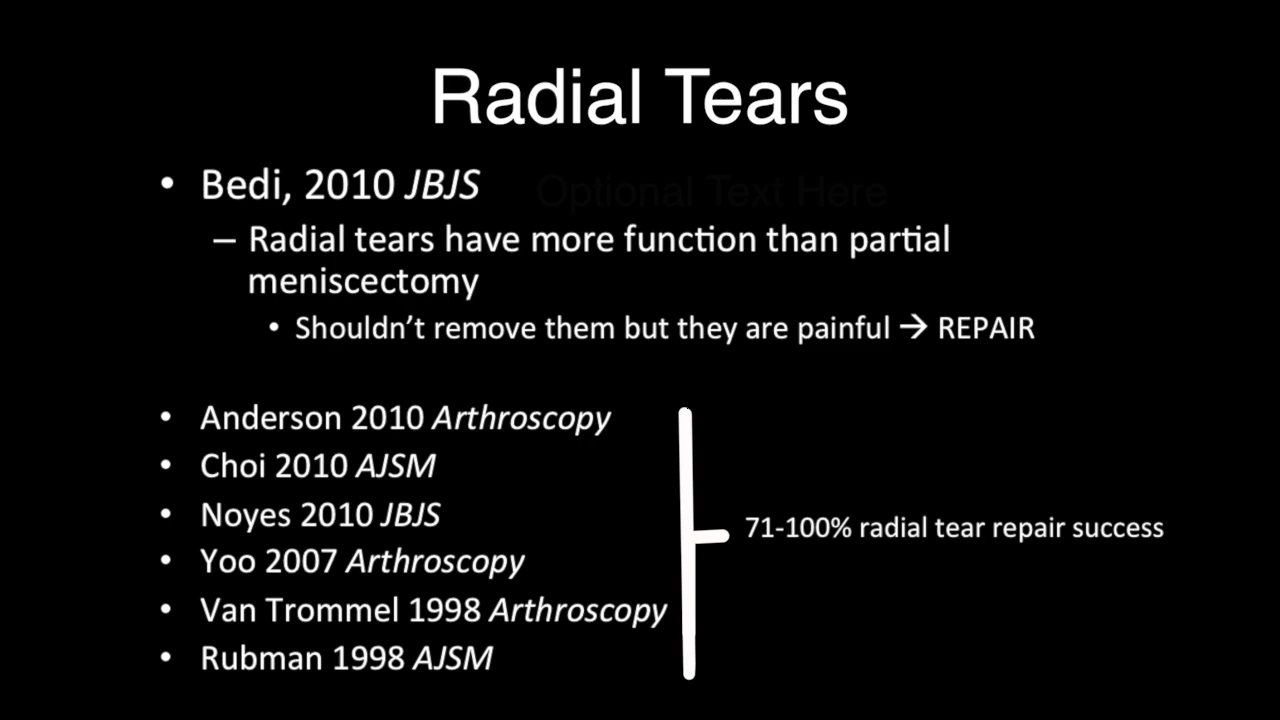 Radial Tears
• Bedi, 2010 JBJS
Optional Text Here
– Radial tears have more function than partial
meniscectomy
• Shouldn't remove them but they are painful → REPAIR
• Anderson 2010 Arthroscopy
• Choi 2010 AJSM
• Noyes 2010 JBJS
• Yoo 2007 Arthroscopy
• Van Trommel 1998 Arthroscopy
• Rubman 1998 AJSM
71-100% radial tear repair success